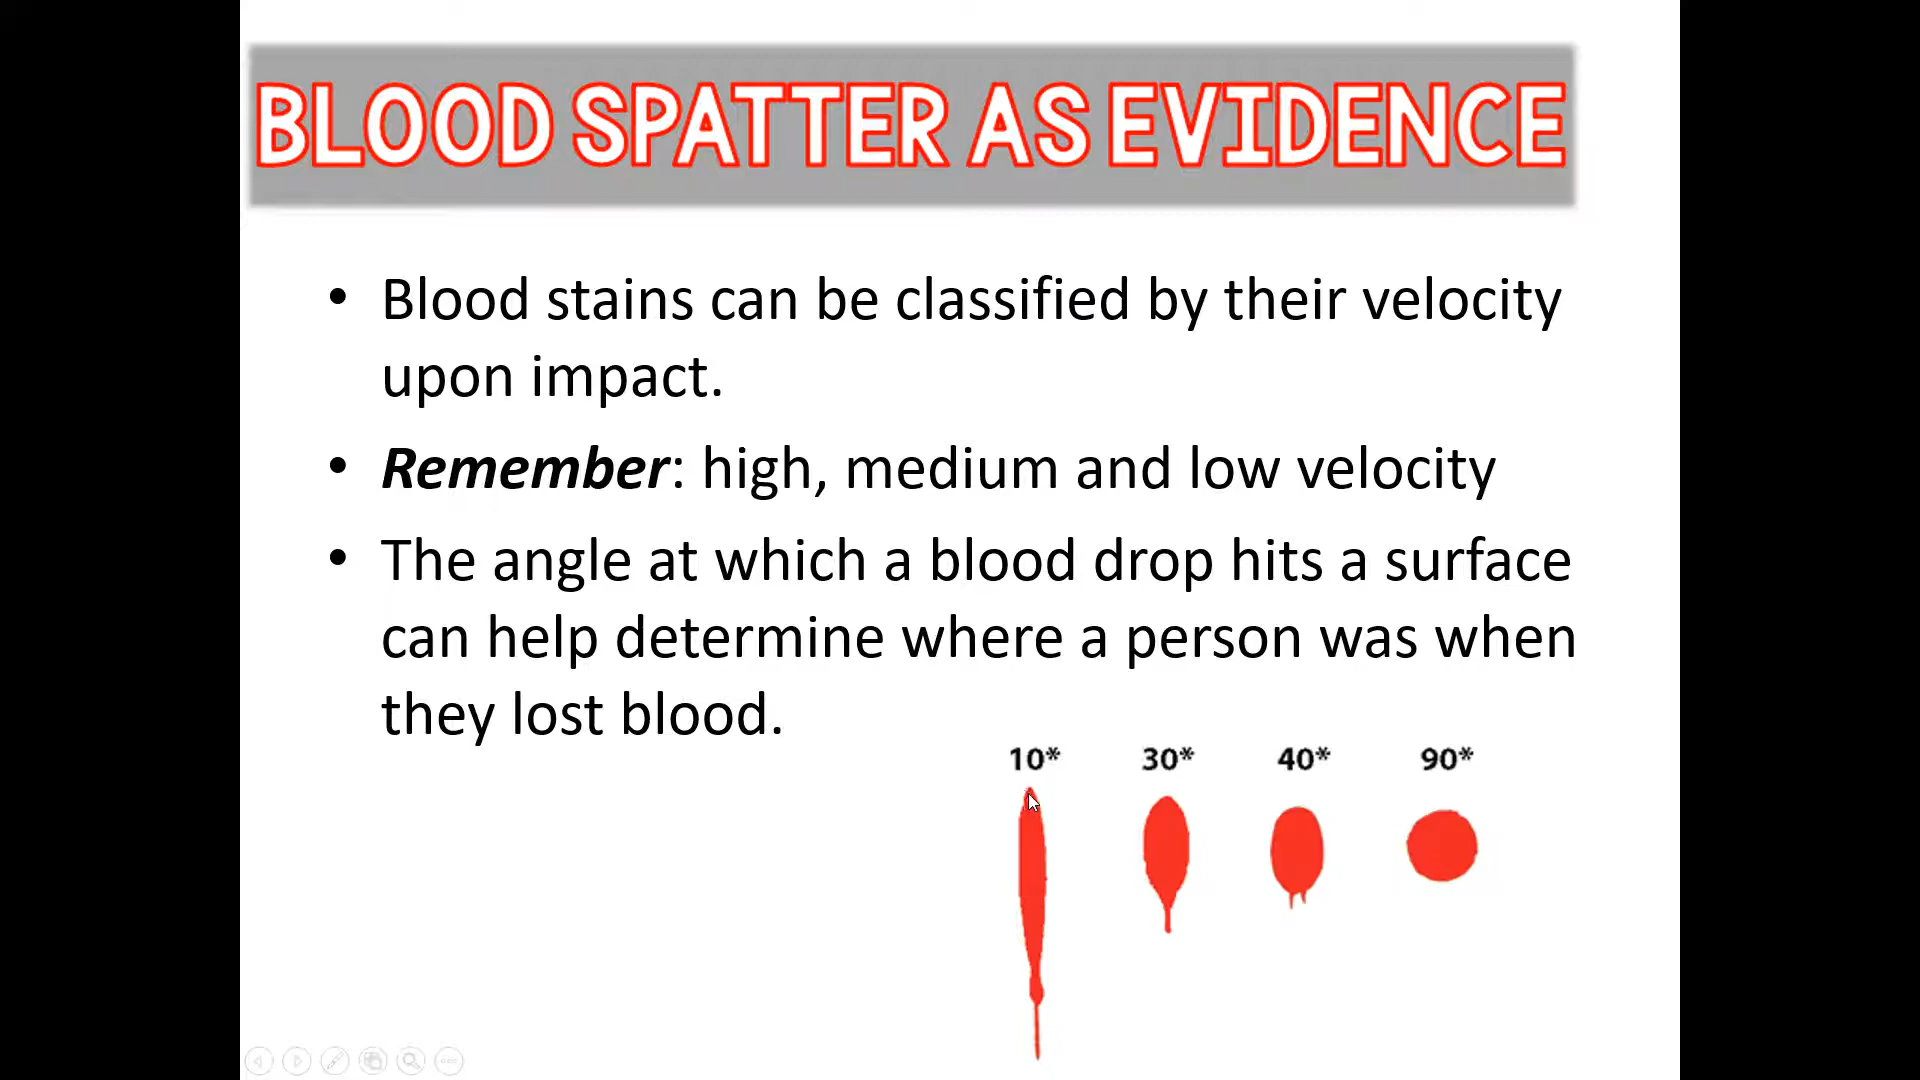 BLOOD SPATTER AS EVIDENCE
• Blood stains can be classified by their velocity
upon impact.
• Remember: high, medium and low velocity
• The angle at which a blood drop hits a surface
can help determine where a person was when
they lost blood.
10* 30* 40* 90*